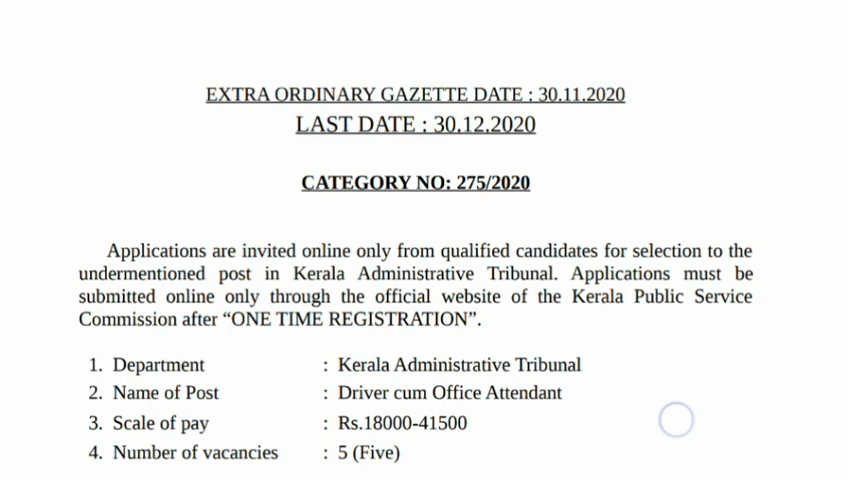 EXTRA ORDINARY GAZETTE DATE : 30.11.2020
LAST DATE : 30.12.2020
CATEGORY NO: 275/2020
Applications are invited online only from qualified candidates for selection to the
undermentioned post in Kerala Administrative Tribunal. Applications must be
submitted online only through the official website of the Kerala Public Service
Commission after “ONE TIME REGISTRATION”.
1. Department : Kerala Administrative Tribunal
2. Name of Post : Driver cum Office Attendant
3. Scale of pay : Rs.18000-41500
4. Number of vacancies : 5 (Five)